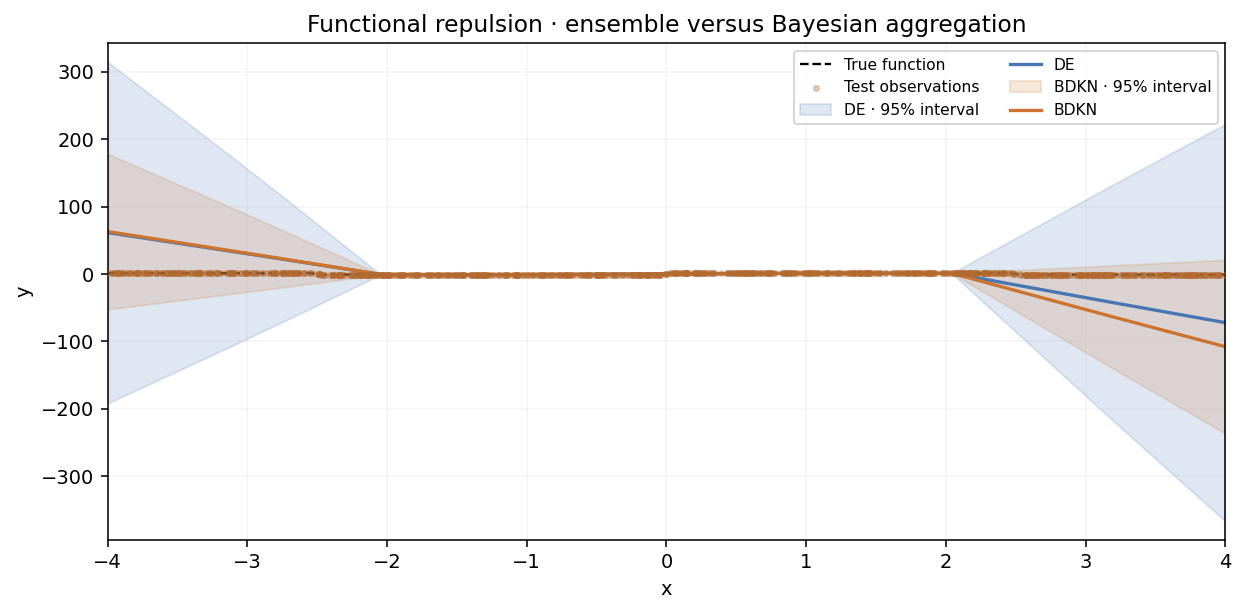 Functional repulsion · ensemble versus Bayesian aggregation
True function
Test observations
DE · 95% interval
DE
BDKN · 95% interval
BDKN
300
200
100
0
−100
−200
−300
y
−4 −3 −2 −1 0 1 2 3 4
x